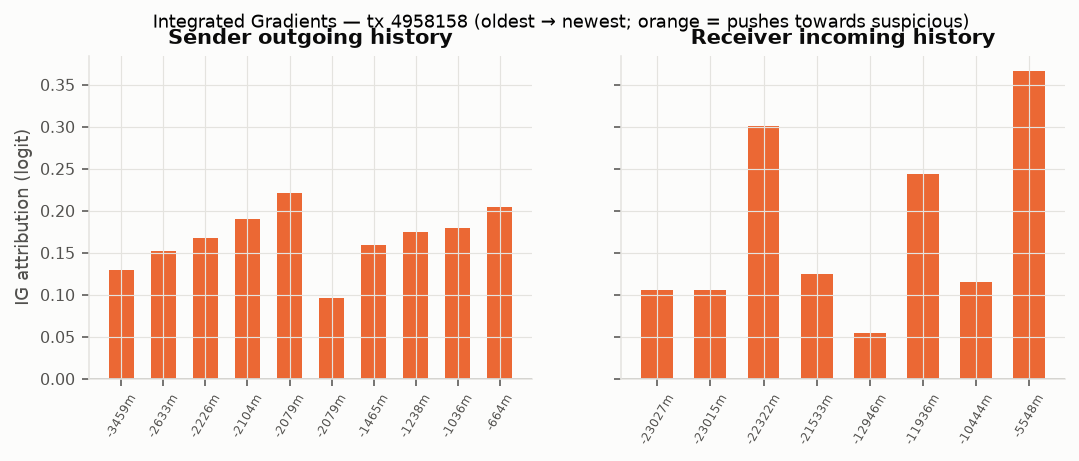 Integrated Gradients — tx_4958158 (oldest → newest; orange = pushes towards suspicious)
Sender outgoing history
Receiver incoming history
IG attribution (logit)
0.35
0.30
0.25
0.20
0.15
0.10
0.05
0.00
-3459m
-2633m
-2226m
-2104m
-2079m
-2079m
-1465m
-1238m
-1036m
-664m
-23027m
-23015m
-22322m
-21533m
-12946m
-11936m
-10444m
-5548m